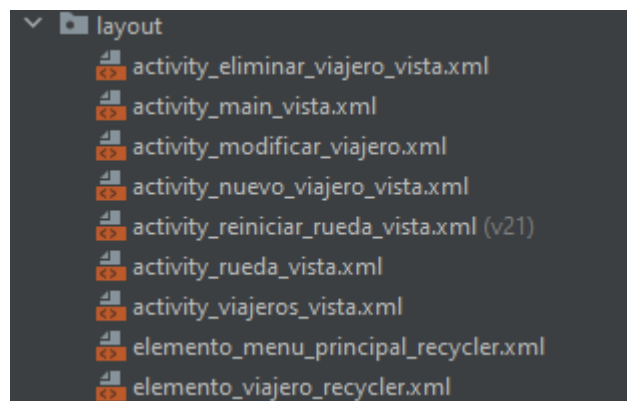 layout
activity_eliminar_viajero_vista.xml
activity_main_vista.xml
activity_modificar_viajero.xml
activity_nuevo_viajero_vista.xml
activity_reiniciar_rueda_vista.xml (v21)
activity_rueda_vista.xml
activity_viajeros_vista.xml
elemento_menu_principal_recycler.xml
elemento_viajero_recycler.xml